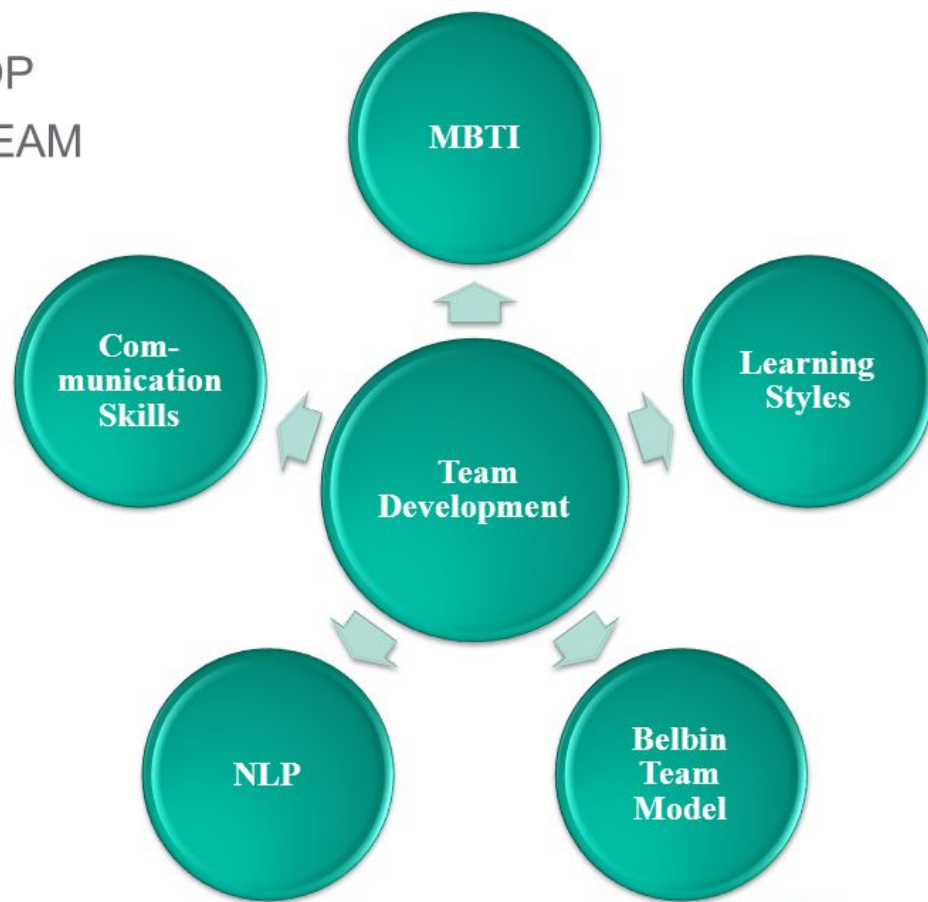 OP
EAM
MBTI
Com-
munication
Skills
Learning
Styles
Team
Development
NLP
Belbin
Team
Model